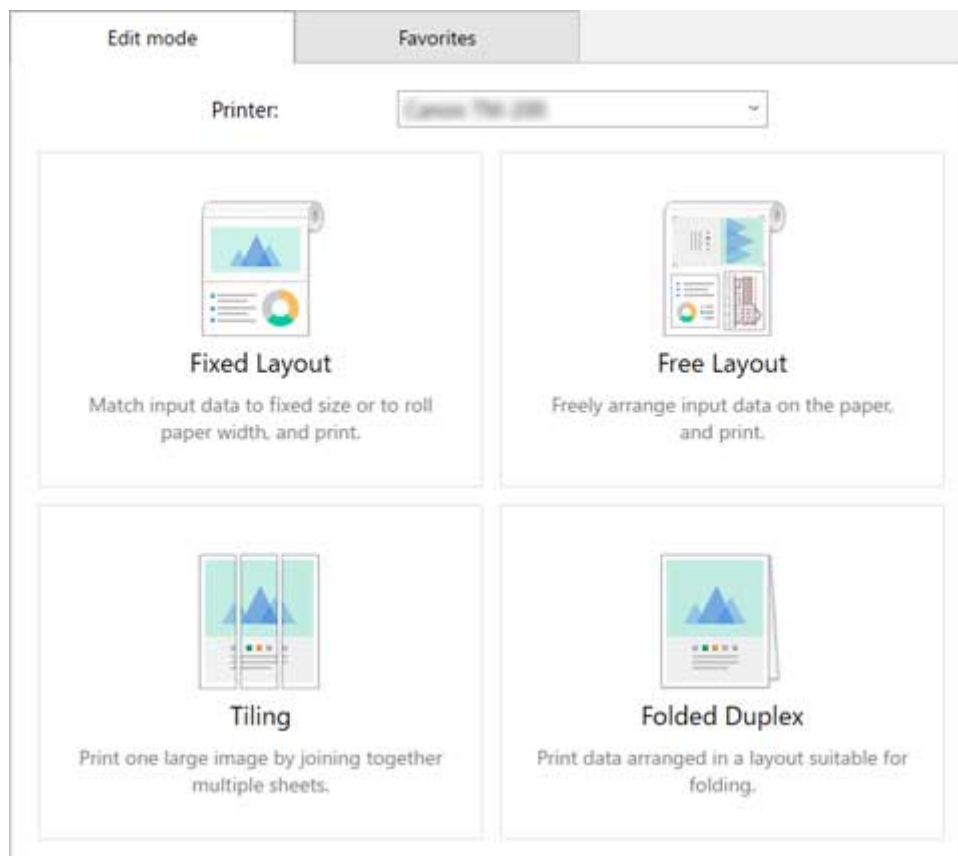 Edit mode
Favorites
Printer:
Fixed Layout
Match input data to fixed size or to roll
paper width, and print.
Free Layout
Freely arrange input data on the paper,
and print.
Tiling
Print one large image by joining together
multiple sheets.
Folded Duplex
Print data arranged in a layout suitable for
folding.